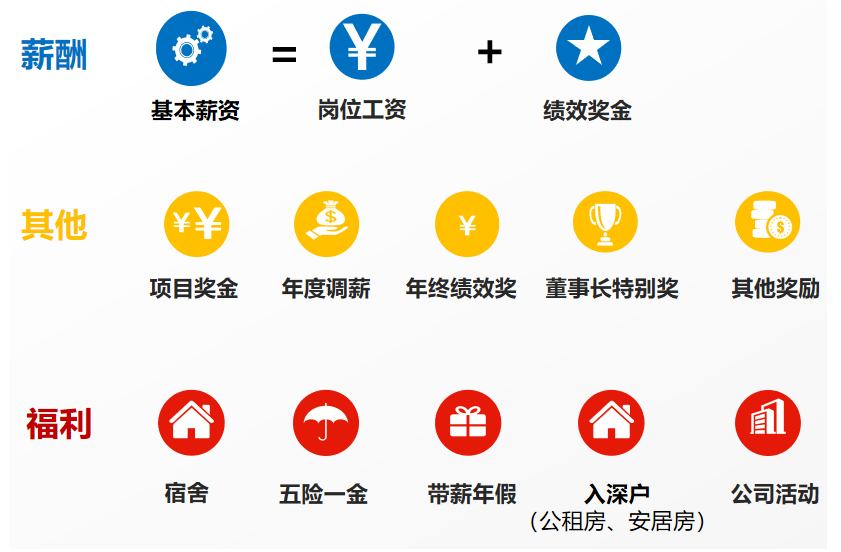 薪酬
=
¥
+
基本薪资
岗位工资
绩效奖金
其他
¥¥
$
¥
$
项目奖金
年度调薪
年终绩效奖
董事长特别奖
其他奖励
福利
宿舍
五险一金
带薪年假
入深户
公司活动
（公租房、安居房）